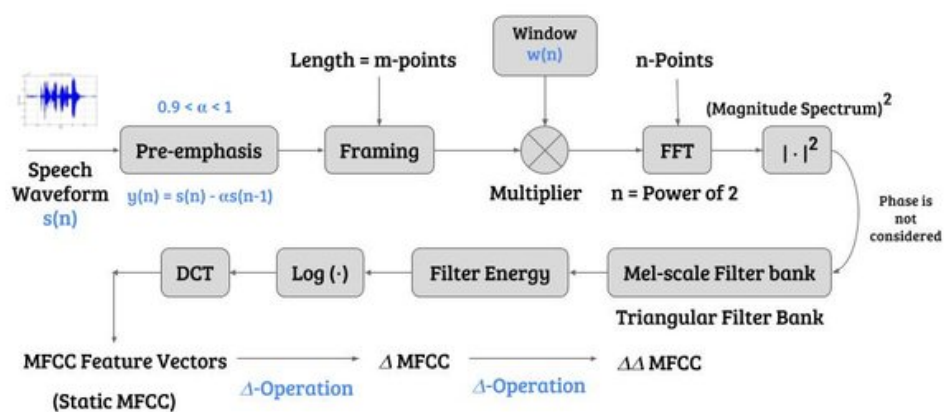 Window
w(n)
Length = m-points
n-Points
0.9 < α < 1
(Magnitude Spectrum)²
Pre-emphasis
Framing
FFT
|·|²
Speech
Waveform
s(n)
y(n) = s(n) - αs(n-1)
Multiplier
n = Power of 2
Phase is
not
considered
DCT
Log (·)
Filter Energy
Mel-scale Filter bank
Triangular Filter Bank
MFCC Feature Vectors
Δ MFCC
ΔΔ MFCC
Δ-Operation
Δ-Operation
(Static MFCC)